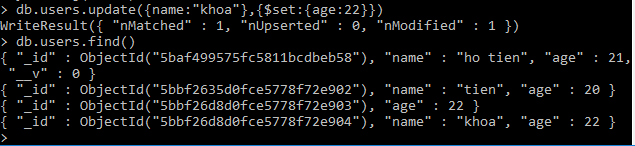 > db.users.update({name:"khoa"},{$set:{age:22}})
WriteResult({ "nMatched" : 1, "nUpserted" : 0, "nModified" : 1 })
> db.users.find()
{ "_id" : ObjectId("5baf499575fc5811bcdbeb58"), "name" : "ho tien", "age" : 21,
 "__v" : 0 }
{ "_id" : ObjectId("5bbf2635d0fce5778f72e902"), "name" : "tien", "age" : 20 }
{ "_id" : ObjectId("5bbf26d8d0fce5778f72e903"), "age" : 22 }
{ "_id" : ObjectId("5bbf26d8d0fce5778f72e904"), "name" : "khoa", "age" : 22 }
>